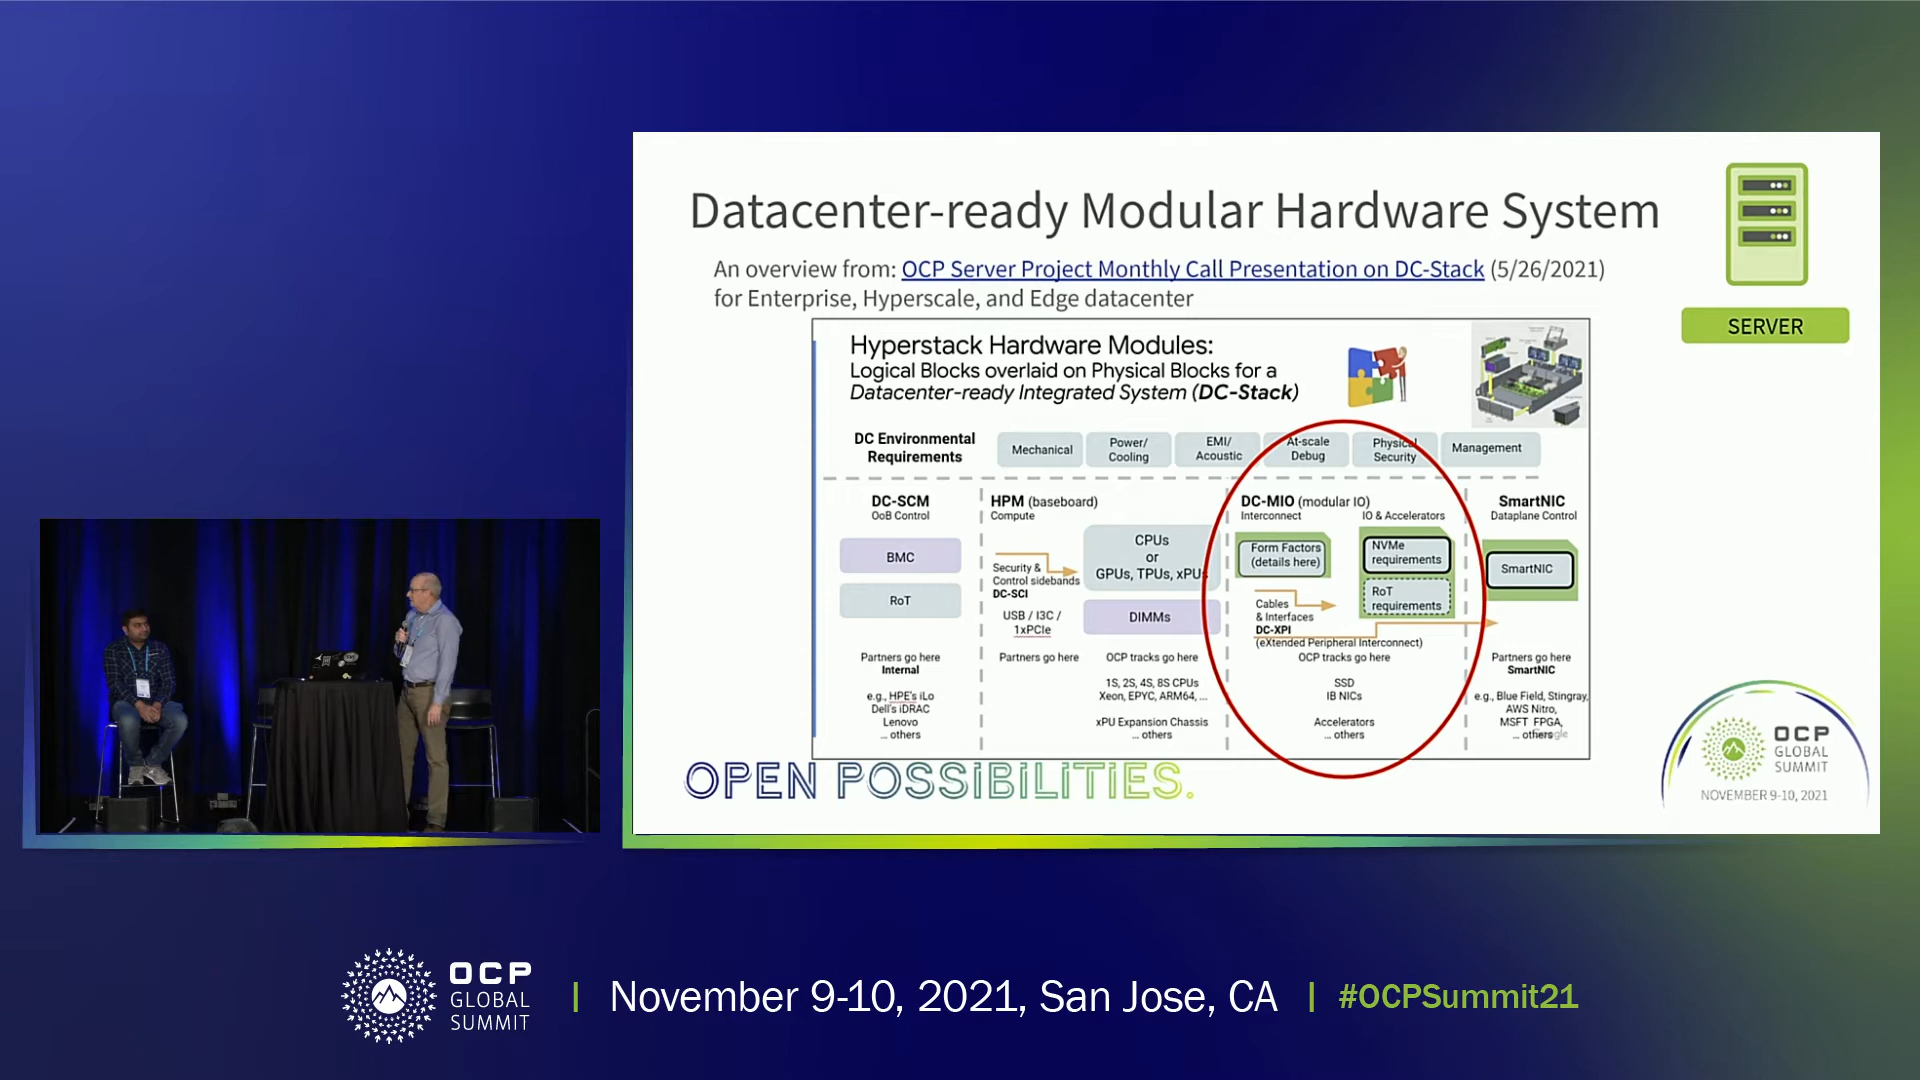 Datacenter-ready Modular Hardware System
An overview from: OCP Server Project Monthly Call Presentation on DC-Stack (5/26/2021)
for Enterprise, Hyperscale, and Edge datacenter
SERVER
Hyperstack Hardware Modules:
Logical Blocks overlaid on Physical Blocks for a
Datacenter-ready Integrated System (DC-Stack)
DC Environmental
Requirements
Mechanical
Power/
Cooling
EMI/
Acoustic
At-scale
Debug
Physical
Security
Management
DC-SCM
OoB Control
BMC
RoT
Partners go here
Internal
e.g., HPE's iLo
Dell's iDRAC
Lenovo
... others
HPM (baseboard)
Compute
Security &
Control sidebands
DC-SCI
USB / I3C /
1xPCIe
Partners go here
CPUs
or
GPUs, TPUs, xPUs
DIMMs
OCP tracks go here
1S, 2S, 4S, 8S CPUs
Xeon, EPYC, ARM64, ...
xPU Expansion Chassis
... others
DC-MIO (modular IO)
Interconnect
IO & Accelerators
Form Factors
(details here)
NVMe
requirements
RoT
requirements
Cables
& Interfaces
DC-XPI
(eXtended Peripheral Interconnect)
OCP tracks go here
SSD
IB NICs
Accelerators
... others
SmartNIC
Dataplane Control
SmartNIC
Partners go here
SmartNIC
e.g., Blue Field, Stingray,
AWS Nitro,
MSFT FPGA,
... others
OPEN POSSIBILITIES.
OCP
GLOBAL
SUMMIT
NOVEMBER 9-10, 2021
OCP
GLOBAL
SUMMIT
November 9-10, 2021, San Jose, CA
#OCPSummit21